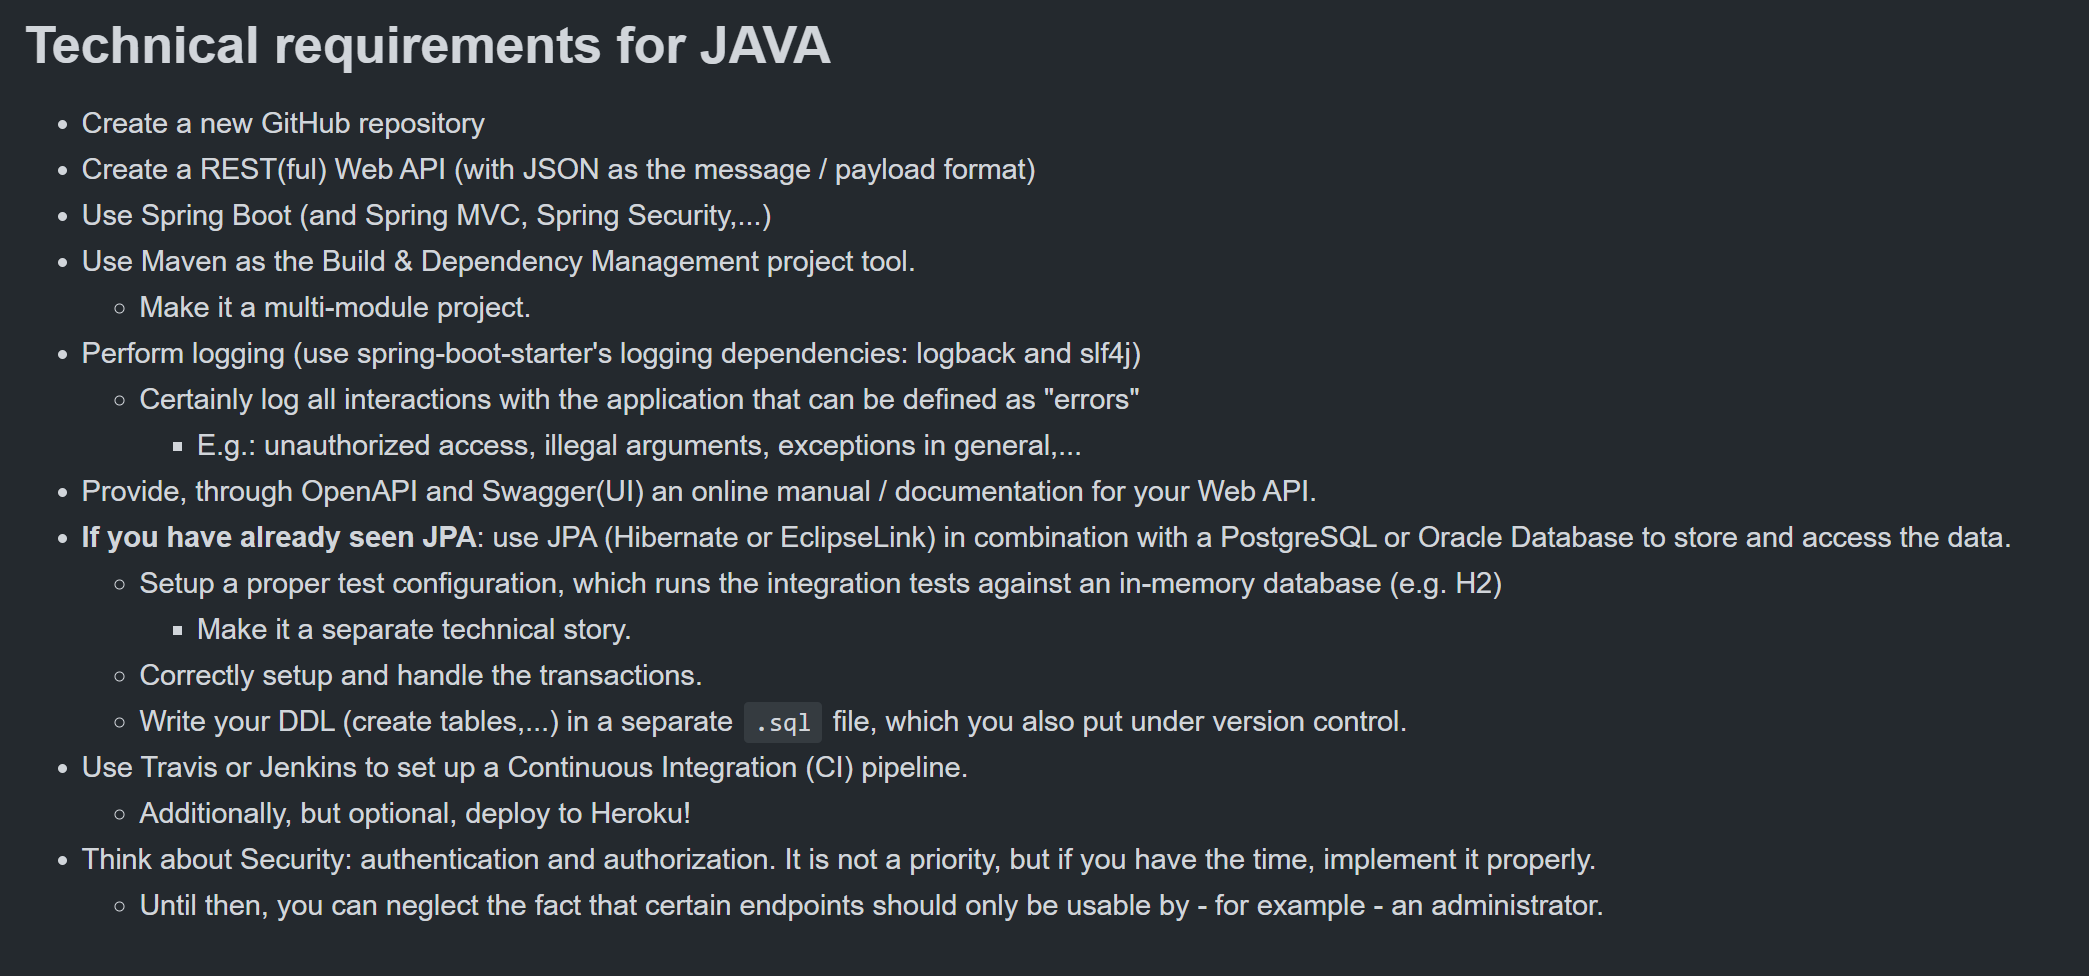 Technical requirements for JAVA
Create a new GitHub repository
Create a REST(ful) Web API (with JSON as the message / payload format)
Use Spring Boot (and Spring MVC, Spring Security,...)
Use Maven as the Build & Dependency Management project tool.
Make it a multi-module project.
Perform logging (use spring-boot-starter's logging dependencies: logback and slf4j)
Certainly log all interactions with the application that can be defined as "errors"
E.g.: unauthorized access, illegal arguments, exceptions in general,...
Provide, through OpenAPI and Swagger(UI) an online manual / documentation for your Web API.
If you have already seen JPA: use JPA (Hibernate or EclipseLink) in combination with a PostgreSQL or Oracle Database to store and access the data.
Setup a proper test configuration, which runs the integration tests against an in-memory database (e.g. H2)
Make it a separate technical story.
Correctly setup and handle the transactions.
Write your DDL (create tables,...) in a separate .sql file, which you also put under version control.
Use Travis or Jenkins to set up a Continuous Integration (CI) pipeline.
Additionally, but optional, deploy to Heroku!
Think about Security: authentication and authorization. It is not a priority, but if you have the time, implement it properly.
Until then, you can neglect the fact that certain endpoints should only be usable by - for example - an administrator.